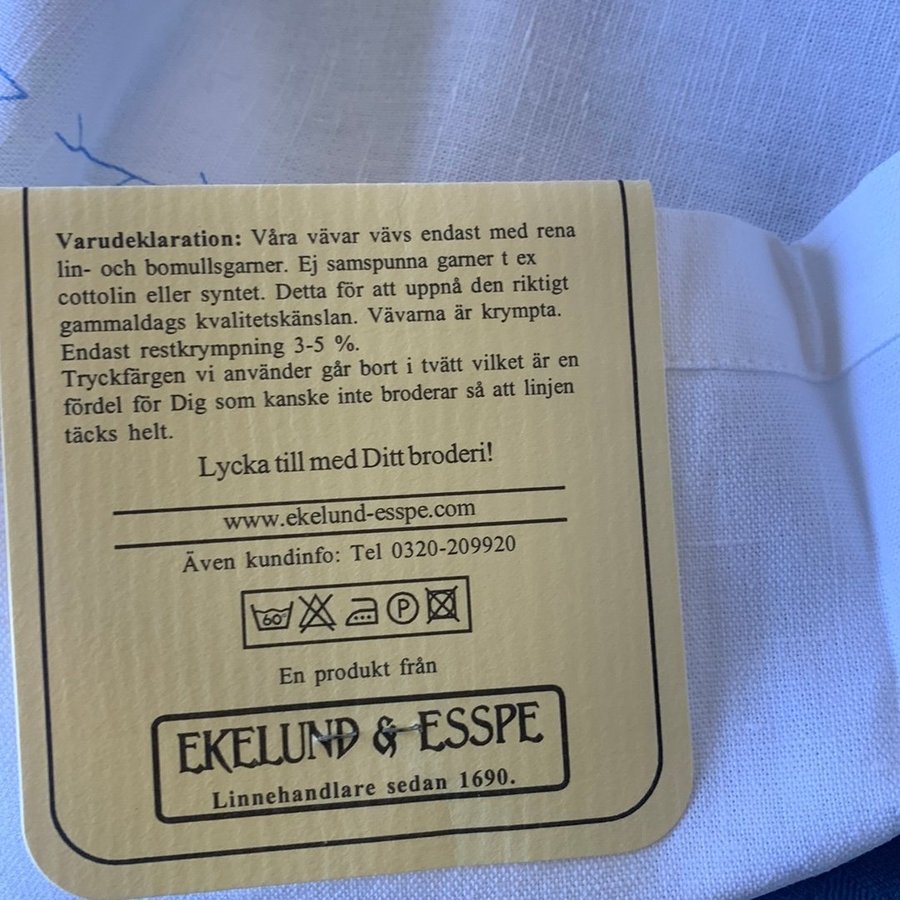 Varudeklaration: Våra vävar vävs endast med rena
lin- och bomullsgarner. Ej samspunna garner t ex
cottolin eller syntet. Detta för att uppnå den riktigt
gammaldags kvalitetskänslan. Vävarna är krympta.
Endast restkrympning 3-5 %.
Tryckfärgen vi använder går bort i tvätt vilket är en
fördel för Dig som kanske inte broderar så att linjen
täcks helt.
Lycka till med Ditt broderi!
www.ekelund-esspe.com
Även kundinfo: Tel 0320-209920
60° P
En produkt från
EKELUND & ESSPE
Linnehandlare sedan 1690.